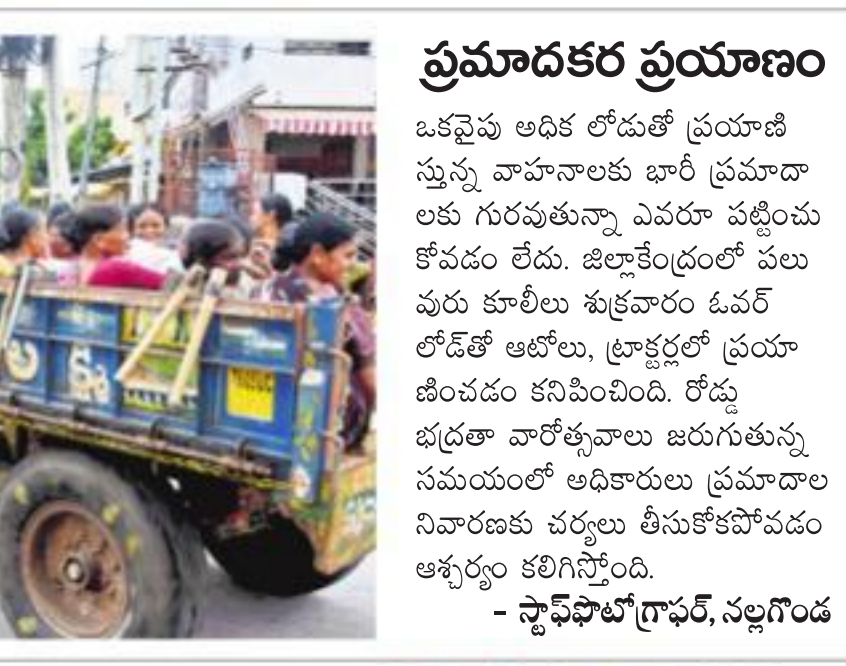 ప్రమాదకర ప్రయాణం
ఒకవైపు అధిక లోడుతో ప్రయాణి
స్తున్న వాహనాలకు భారీ ప్రమాదా
లకు గురవుతున్నా ఎవరూ పట్టించు
కోవడం లేదు. జిల్లాకేంద్రంలో పలు
వురు కూలీలు శుక్రవారం ఓవర్
లోడ్‌తో ఆటోలు, ట్రాక్టర్లలో ప్రయా
ణించడం కనిపించింది. రోడ్డు
భద్రతా వారోత్సవాలు జరుగుతున్న
సమయంలో అధికారులు ప్రమాదాల
నివారణకు చర్యలు తీసుకోకపోవడం
ఆశ్చర్యం కలిగిస్తోంది.
- స్టాఫ్‌ఫొటోగ్రాఫర్, నల్లగొండ